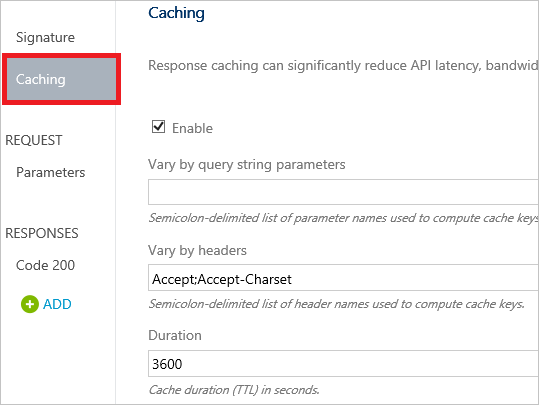 Signature
Caching
REQUEST
Parameters
RESPONSES
Code 200
ADD
Caching
Response caching can significantly reduce API latency, bandwid
Enable
Vary by query string parameters
Semicolon-delimited list of parameter names used to compute cache keys
Vary by headers
Accept;Accept-Charset
Semicolon-delimited list of header names used to compute cache keys.
Duration
3600
Cache duration (TTL) in seconds.